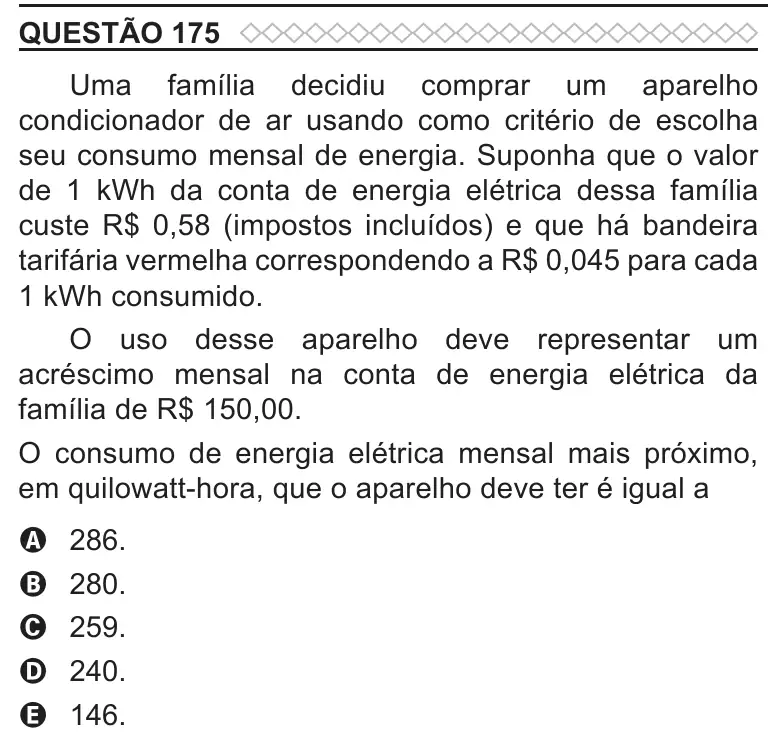 QUESTÃO 175
Uma família decidiu comprar um aparelho
condicionador de ar usando como critério de escolha
seu consumo mensal de energia. Suponha que o valor
de 1 kWh da conta de energia elétrica dessa família
custe R$ 0,58 (impostos incluídos) e que há bandeira
tarifária vermelha correspondendo a R$ 0,045 para cada
1 kWh consumido.
O uso desse aparelho deve representar um
acréscimo mensal na conta de energia elétrica da
família de R$ 150,00.
O consumo de energia elétrica mensal mais próximo,
em quilowatt-hora, que o aparelho deve ter é igual a
A 286.
B 280.
C 259.
D 240.
E 146.